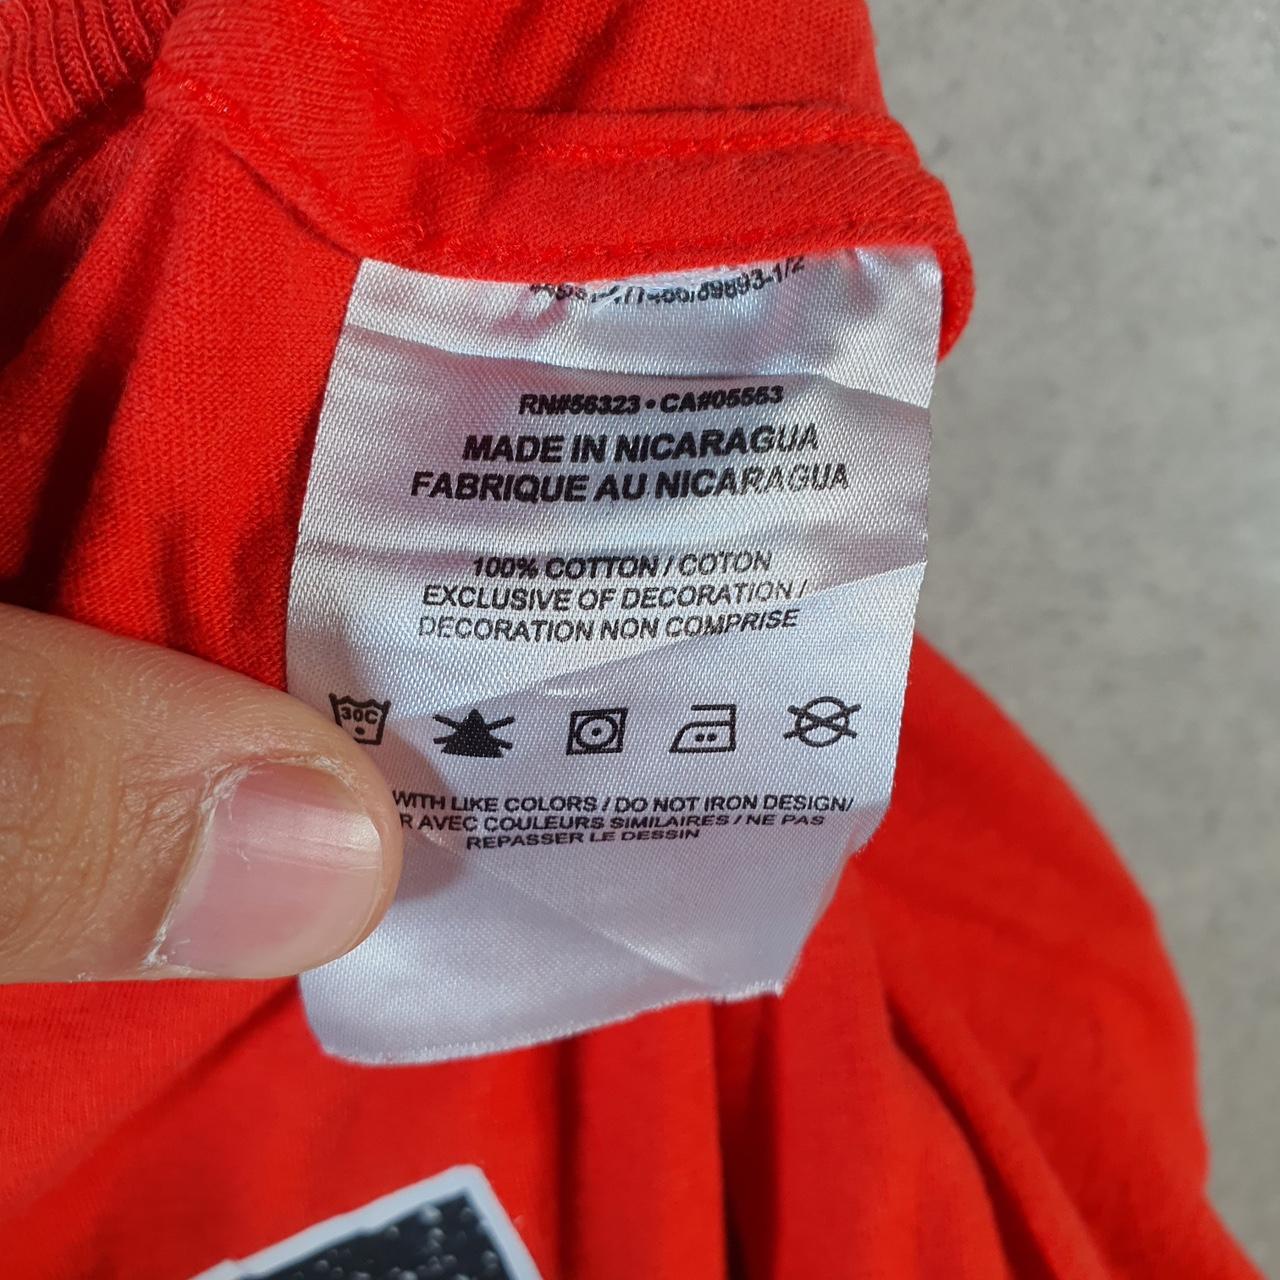 RN#56323 • CA#05553
MADE IN NICARAGUA
FABRIQUE AU NICARAGUA
100% COTTON / COTON
EXCLUSIVE OF DECORATION /
DECORATION NON COMPRISE
30C
WITH LIKE COLORS / DO NOT IRON DESIGN/
R AVEC COULEURS SIMILAIRES / NE PAS
REPASSER LE DESSIN